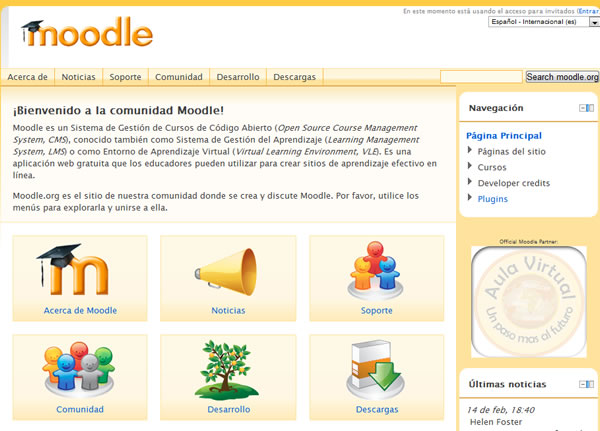 En este momento está usando el acceso para invitados (Entrar
moodle
Español - Internacional (es)
Acerca de Noticias Soporte Comunidad Desarrollo Descargas
Search moodle.org
¡Bienvenido a la comunidad Moodle!
Moodle es un Sistema de Gestión de Cursos de Código Abierto (Open Source Course Management
System, CMS), conocido también como Sistema de Gestión del Aprendizaje (Learning Management
System, LMS) o como Entorno de Aprendizaje Virtual (Virtual Learning Environment, VLE). Es una
aplicación web gratuita que los educadores pueden utilizar para crear sitios de aprendizaje efectivo en
línea.
Moodle.org es el sitio de nuestra comunidad donde se crea y discute Moodle. Por favor, utilice los
menús para explorarla y unirse a ella.
m
Acerca de Moodle
Noticias
Soporte
Comunidad
Desarrollo
Descargas
Navegación
Página Principal
Páginas del sitio
Cursos
Developer credits
Plugins
Official Moodle Partner:
Aula Virtual
Un paso mas al futuro
Últimas noticias
14 de feb, 18:40
Helen Foster